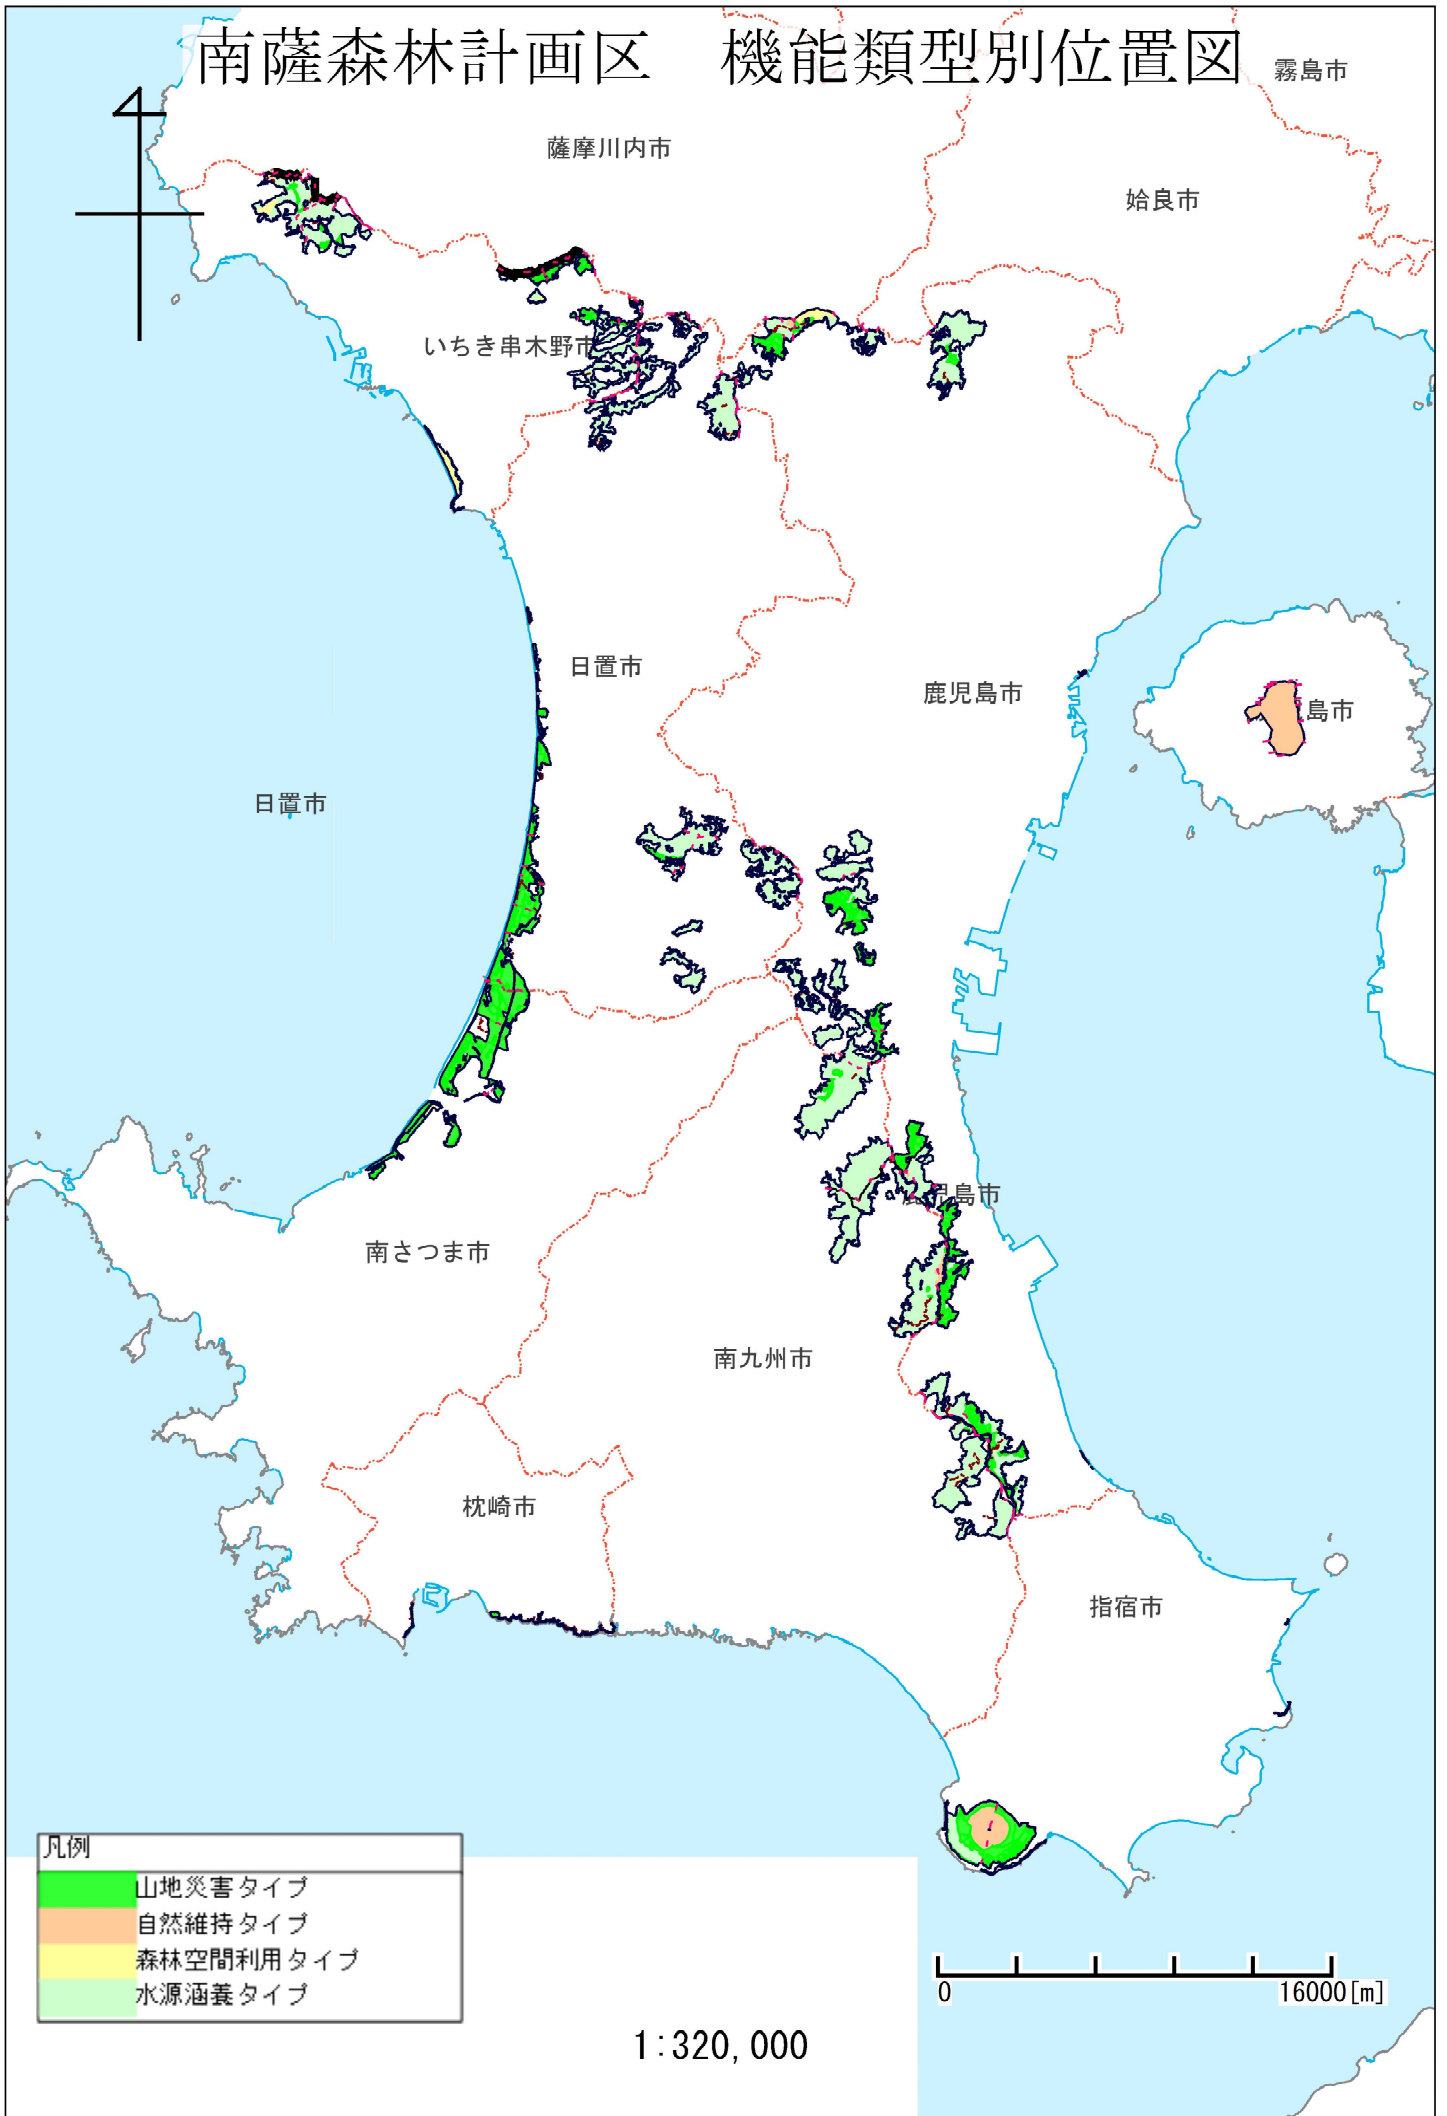 南薩森林計画区　機能類型別位置図
霧島市
薩摩川内市
姶良市
いちき串木野市
日置市
鹿児島市
島市
日置市
鹿児島市
南さつま市
南九州市
枕崎市
指宿市
凡例
山地災害タイプ
自然維持タイプ
森林空間利用タイプ
水源涵養タイプ
0
16000[m]
1:320,000